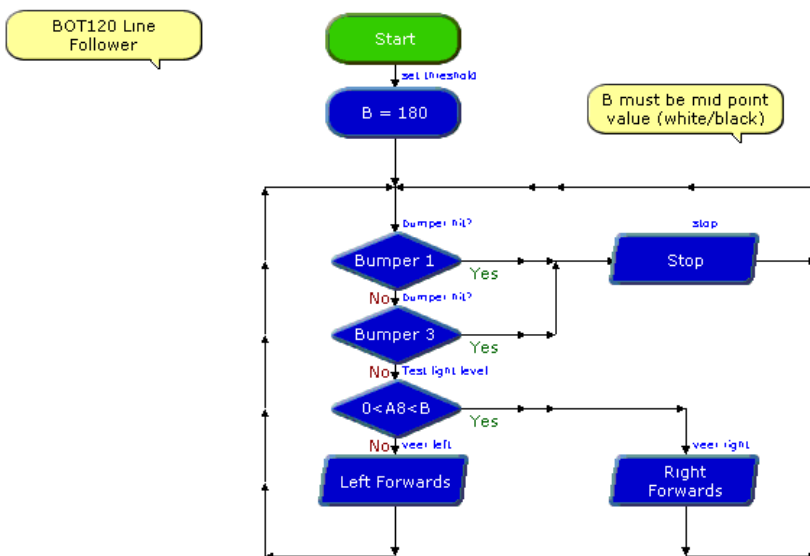 BOT120 Line
Follower
Start
set threshold
B = 180
B must be mid point
value (white/black)
bumper hit?
stop
Bumper 1
Stop
Yes
No
bumper hit?
Bumper 3
Yes
No
Test light level
0<A8<B
Yes
No
veer left
veer right
Left Forwards
Right
Forwards